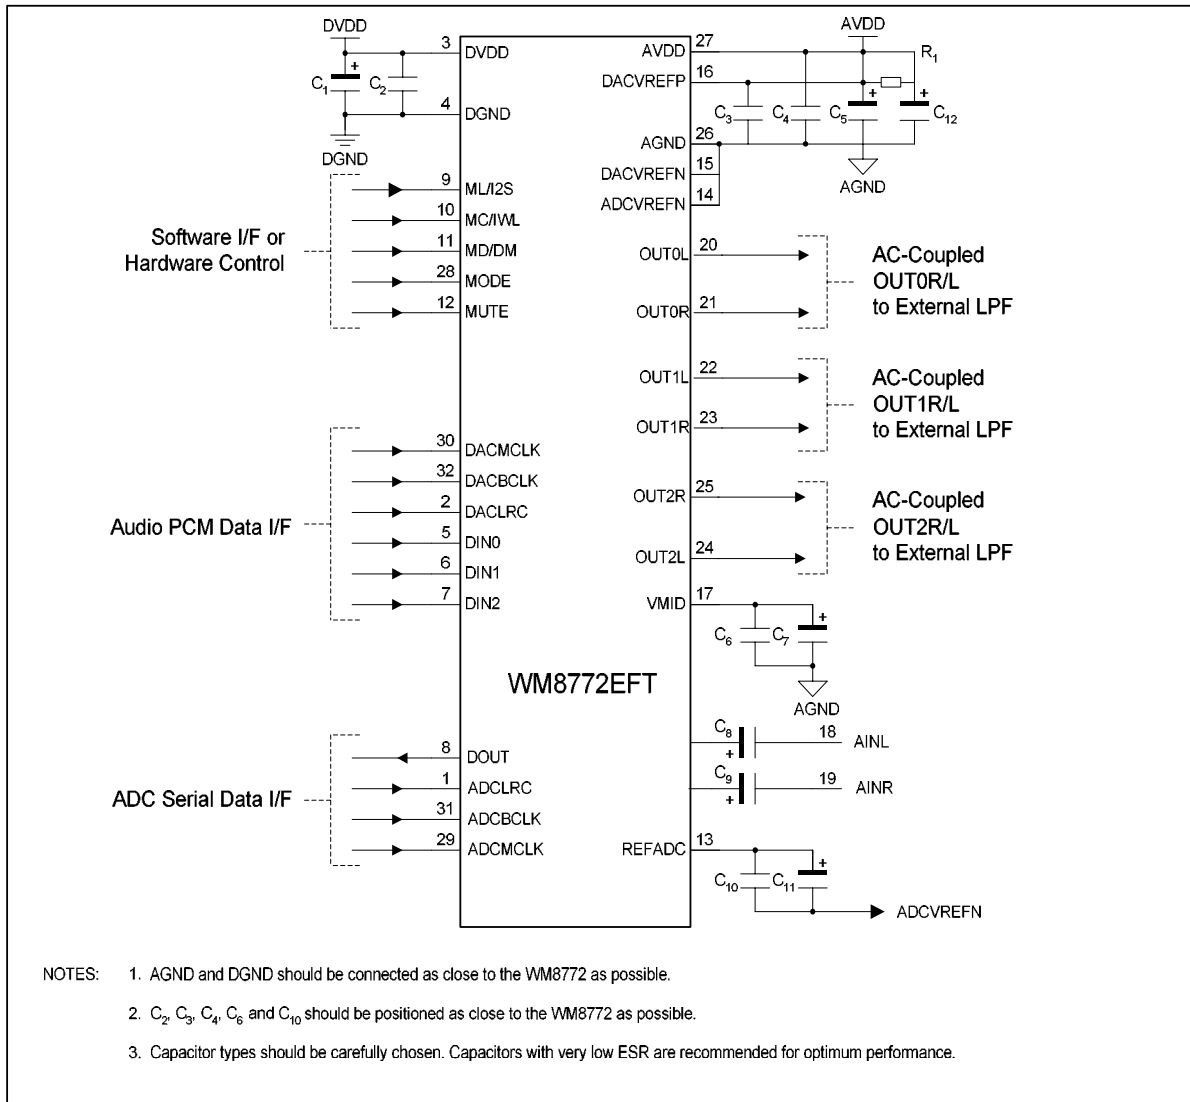 DVDD
3
DVDD
C1
+
C2
4
DGND
DGND
Software I/F or
Hardware Control
9
ML/I2S
10
MC/IWL
11
MD/DM
28
MODE
12
MUTE
Audio PCM Data I/F
30
DACMCLK
32
DACBCLK
2
DACLRC
5
DIN0
6
DIN1
7
DIN2
WM8772EFT
ADC Serial Data I/F
8
DOUT
1
ADCLRC
31
ADCBCLK
29
ADCMCLK
AVDD
AVDD
27
R1
DACVREFP
16
C3
C4
C5
+
+
C12
AGND
26
DACVREFN
15
ADCVREFN
14
AGND
OUT0L
20
OUT0R
21
AC-Coupled
OUT0R/L
to External LPF
OUT1L
22
OUT1R
23
AC-Coupled
OUT1R/L
to External LPF
OUT2R
25
OUT2L
24
AC-Coupled
OUT2R/L
to External LPF
VMID
17
C6
C7
+
AGND
C8
+
18
AINL
C9
+
19
AINR
REFADC
13
C10
C11
+
ADCVREFN
NOTES: 1. AGND and DGND should be connected as close to the WM8772 as possible.
2. C2, C3, C4, C6 and C10 should be positioned as close to the WM8772 as possible.
3. Capacitor types should be carefully chosen. Capacitors with very low ESR are recommended for optimum performance.